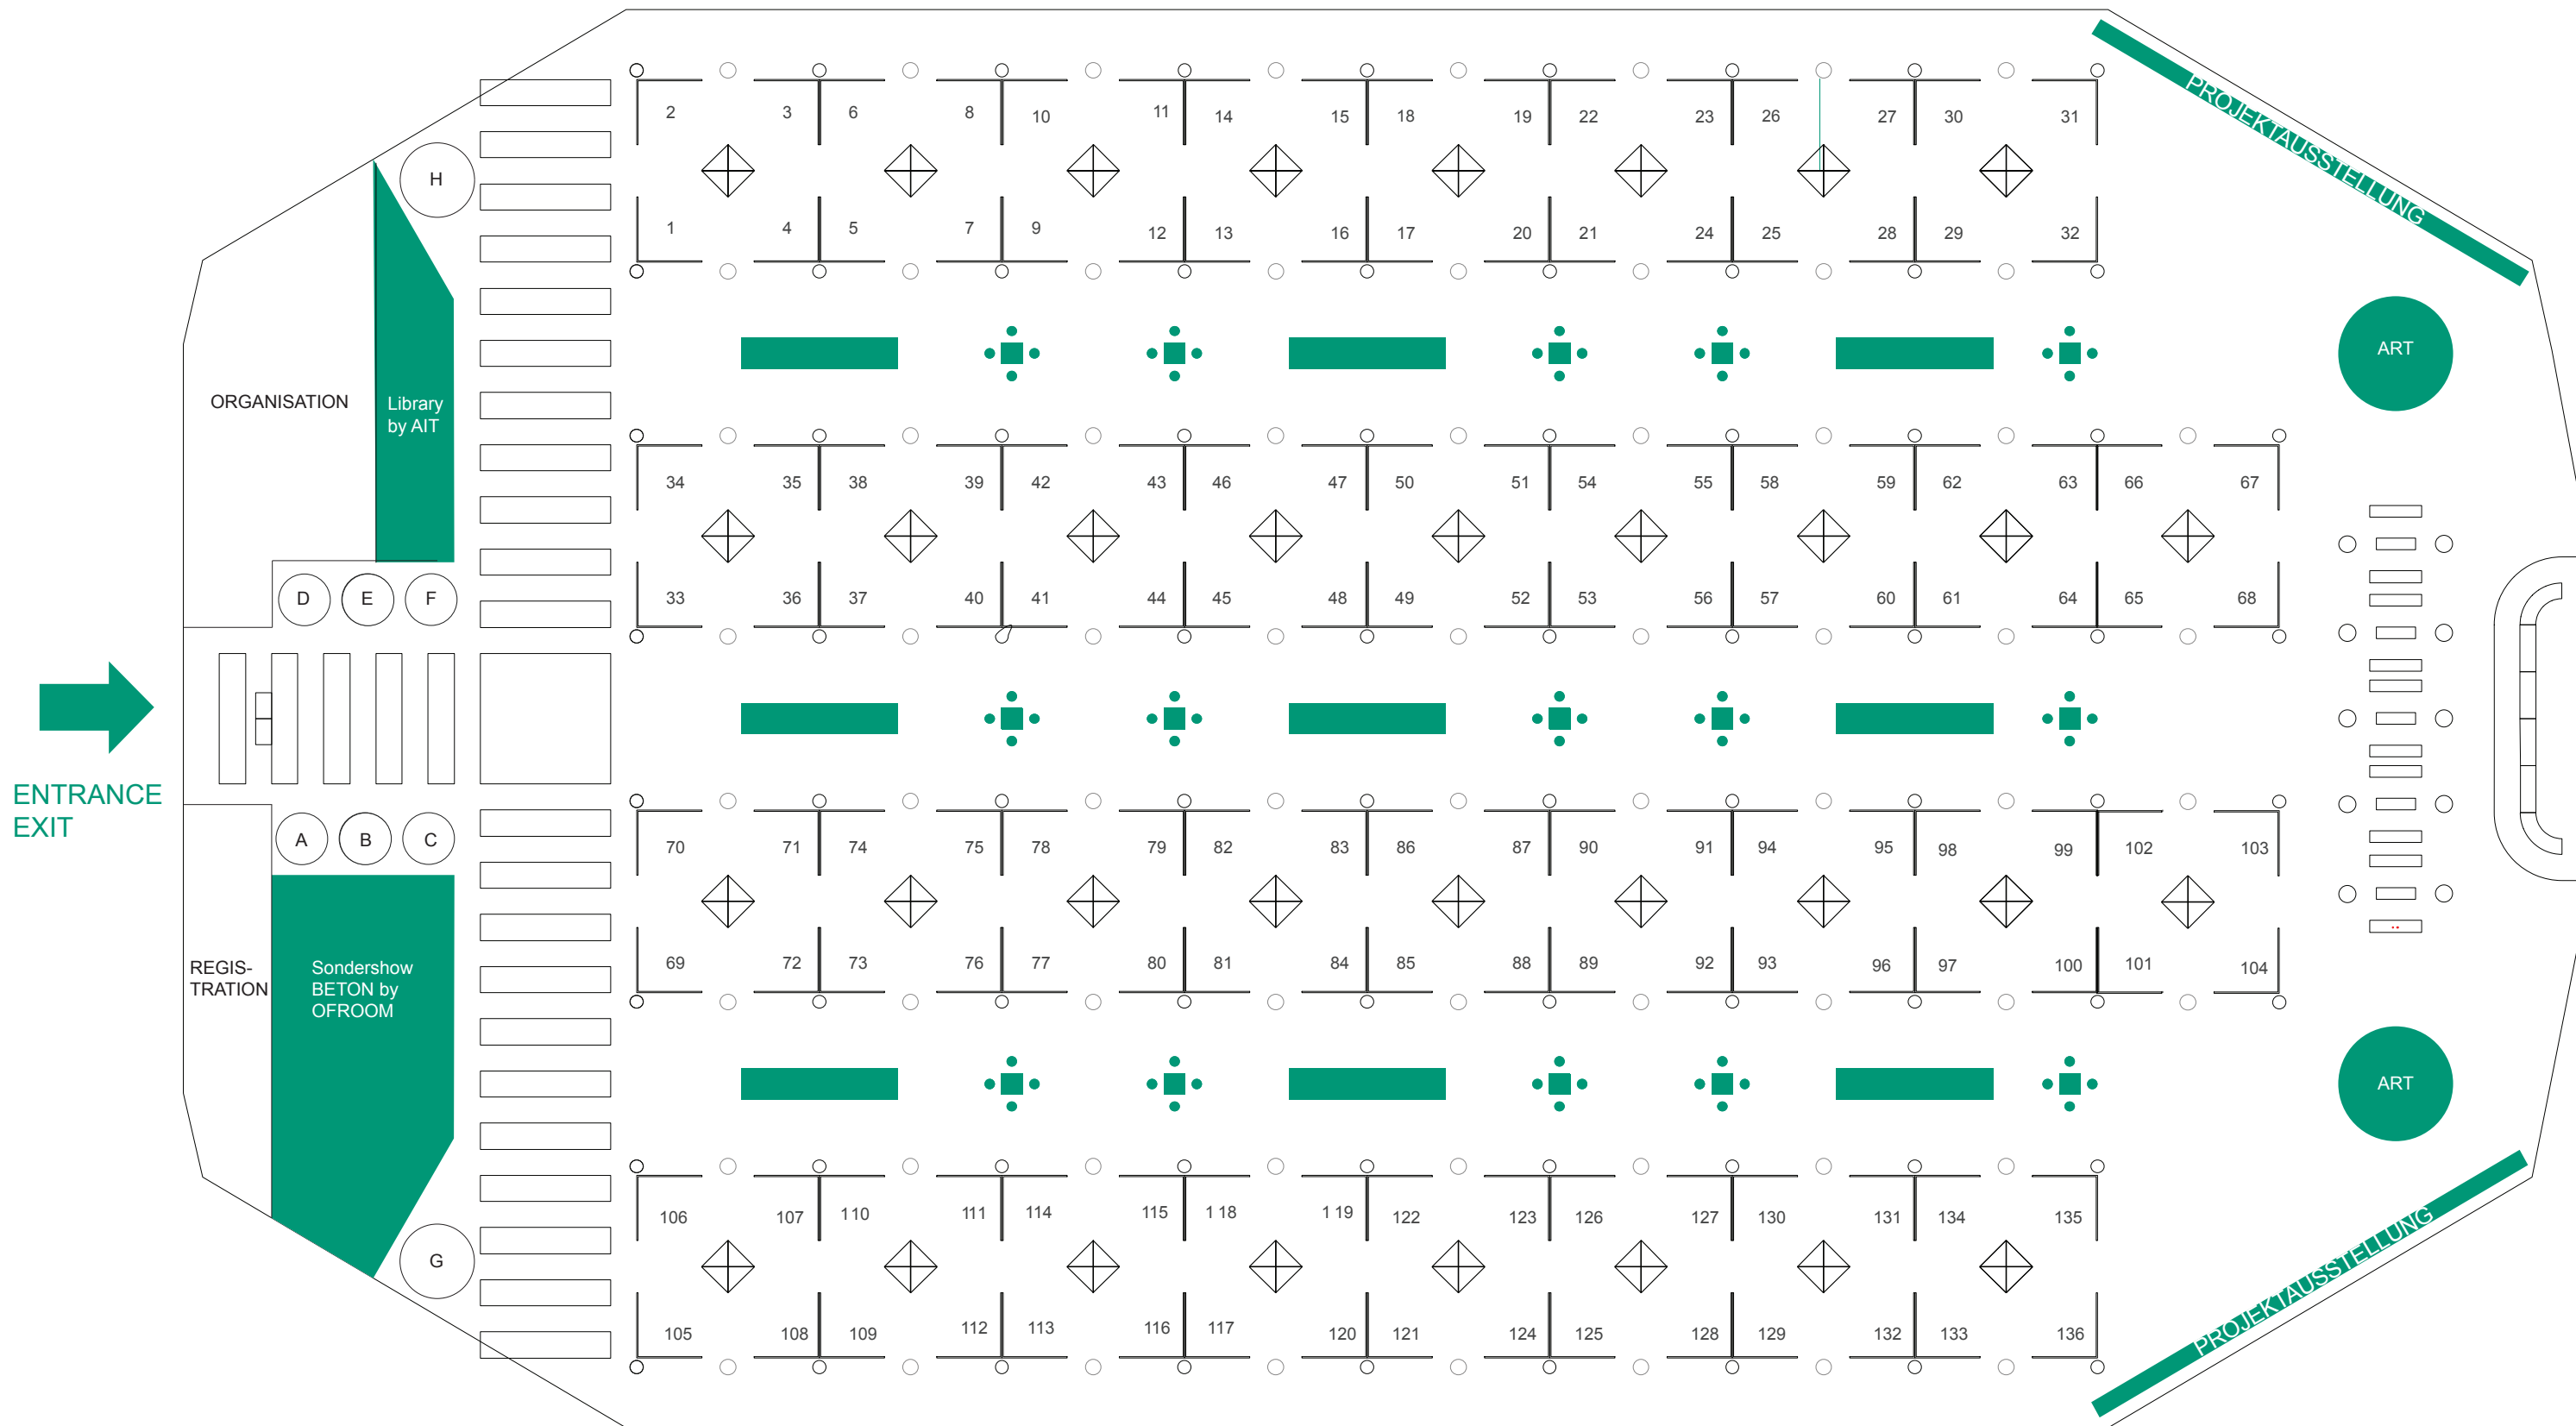 2 3 6 8 10 11 14 15 18 19 22 23 26 27 30 31
PROJEKTAUSSTELLUNG
H
1 4 5 7 9 12 13 16 17 20 21 24 25 28 29 32
ART
ORGANISATION
Library
by AIT
34 35 38 39 42 43 46 47 50 51 54 55 58 59 62 63 66 67
D E F
33 36 37 40 41 44 45 48 49 52 53 56 57 60 61 64 65 68
ENTRANCE
EXIT
A B C
70 71 74 75 78 79 82 83 86 87 90 91 94 95 98 99 102 103
REGIS-
TRATION
Sondershow
BETON by
OFROOM
69 72 73 76 77 80 81 84 85 88 89 92 93 96 97 100 101 104
ART
106 107 110 111 114 115 1 18 1 19 122 123 126 127 130 131 134 135
G
PROJEKTAUSSTELLUNG
105 108 109 112 113 116 117 120 121 124 125 128 129 132 133 136